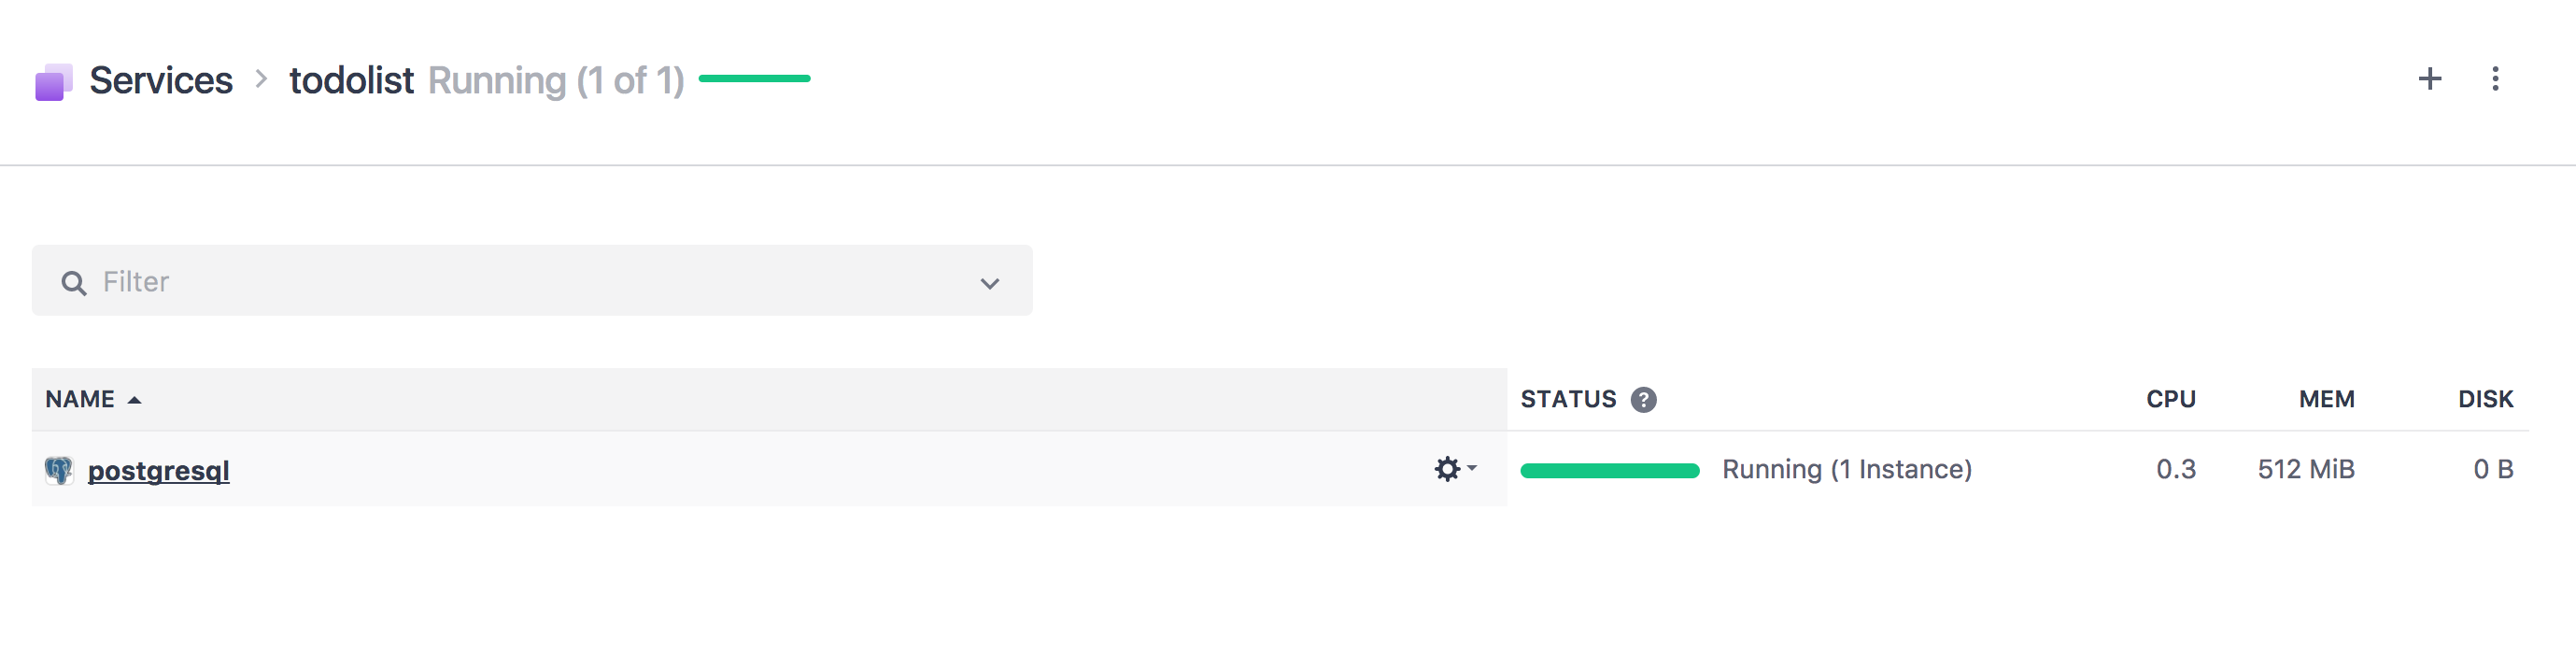 Services > todolist Running (1 of 1)
Filter
NAME STATUS ? CPU MEM DISK
postgresql Running (1 Instance) 0.3 512 MiB 0 B